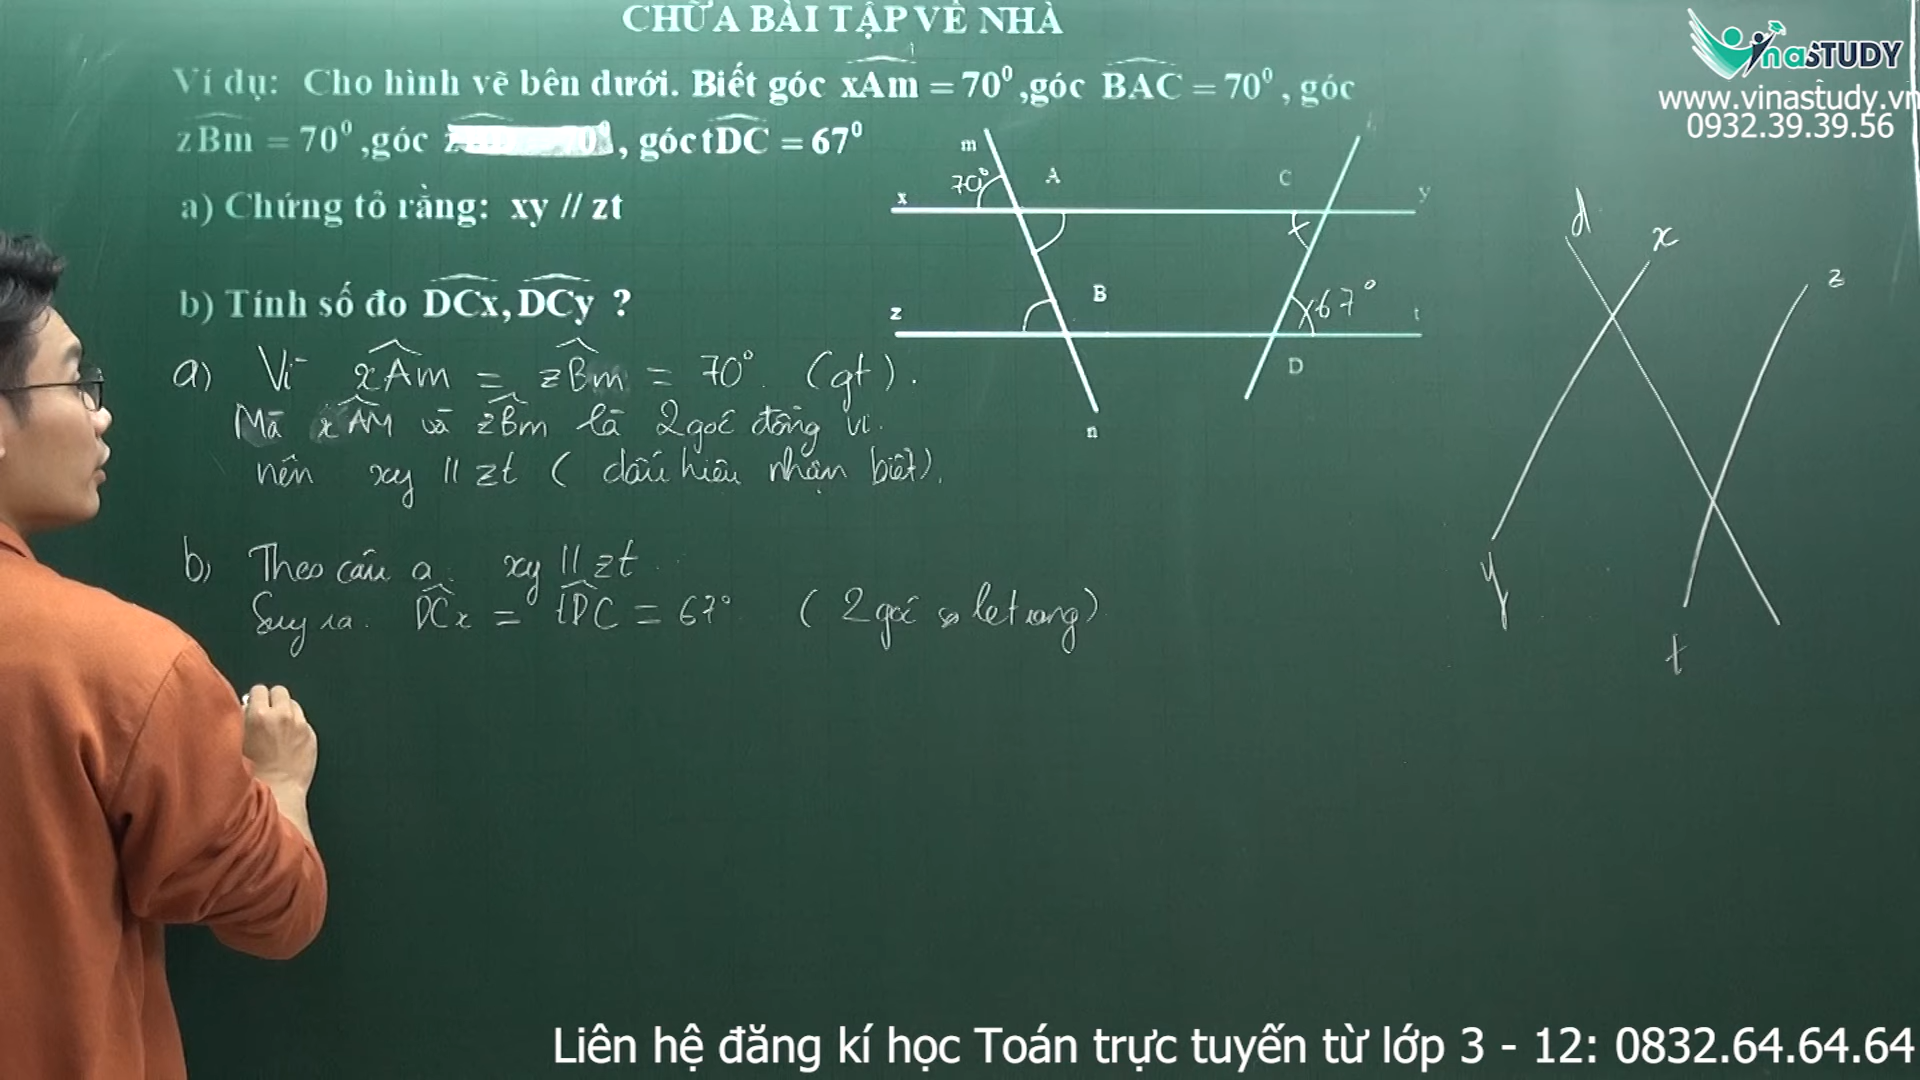 CHỮA BÀI TẬP VỀ NHÀ
Ví dụ: Cho hình vẽ bên dưới. Biết góc xAm = 70⁰ ,góc BAC = 70⁰ , góc
zBm = 70⁰ ,góc , góc tDC = 67⁰
a) Chứng tỏ rằng: xy // zt
b) Tính số đo DCx, DCy ?
m
A
C
70°
x
y
B
67°
z
t
D
n
a) Vì xAm = zBm = 70° (gt).
Mà xAM và zBm là 2 góc đồng vị.
nên xy // zt (dấu hiệu nhận biết).
b) Theo câu a. xy // zt
Suy ra. DCx = tDC = 67° (2 góc so le trong)
d
x
z
y
t
vinaSTUDY
www.vinastudy.vn
0932.39.39.56
Liên hệ đăng kí học Toán trực tuyến từ lớp 3 - 12: 0832.64.64.64